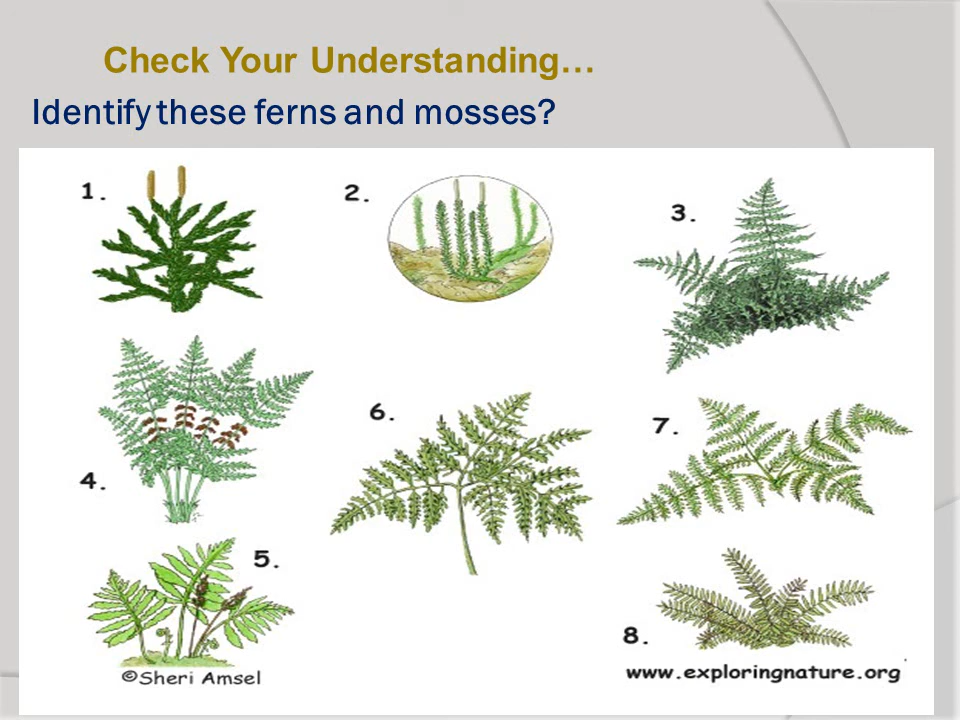 Check Your Understanding…
Identify these ferns and mosses?
1.
2.
3.
4.
6.
7.
5.
8.
©Sheri Amsel
www.exploringnature.org